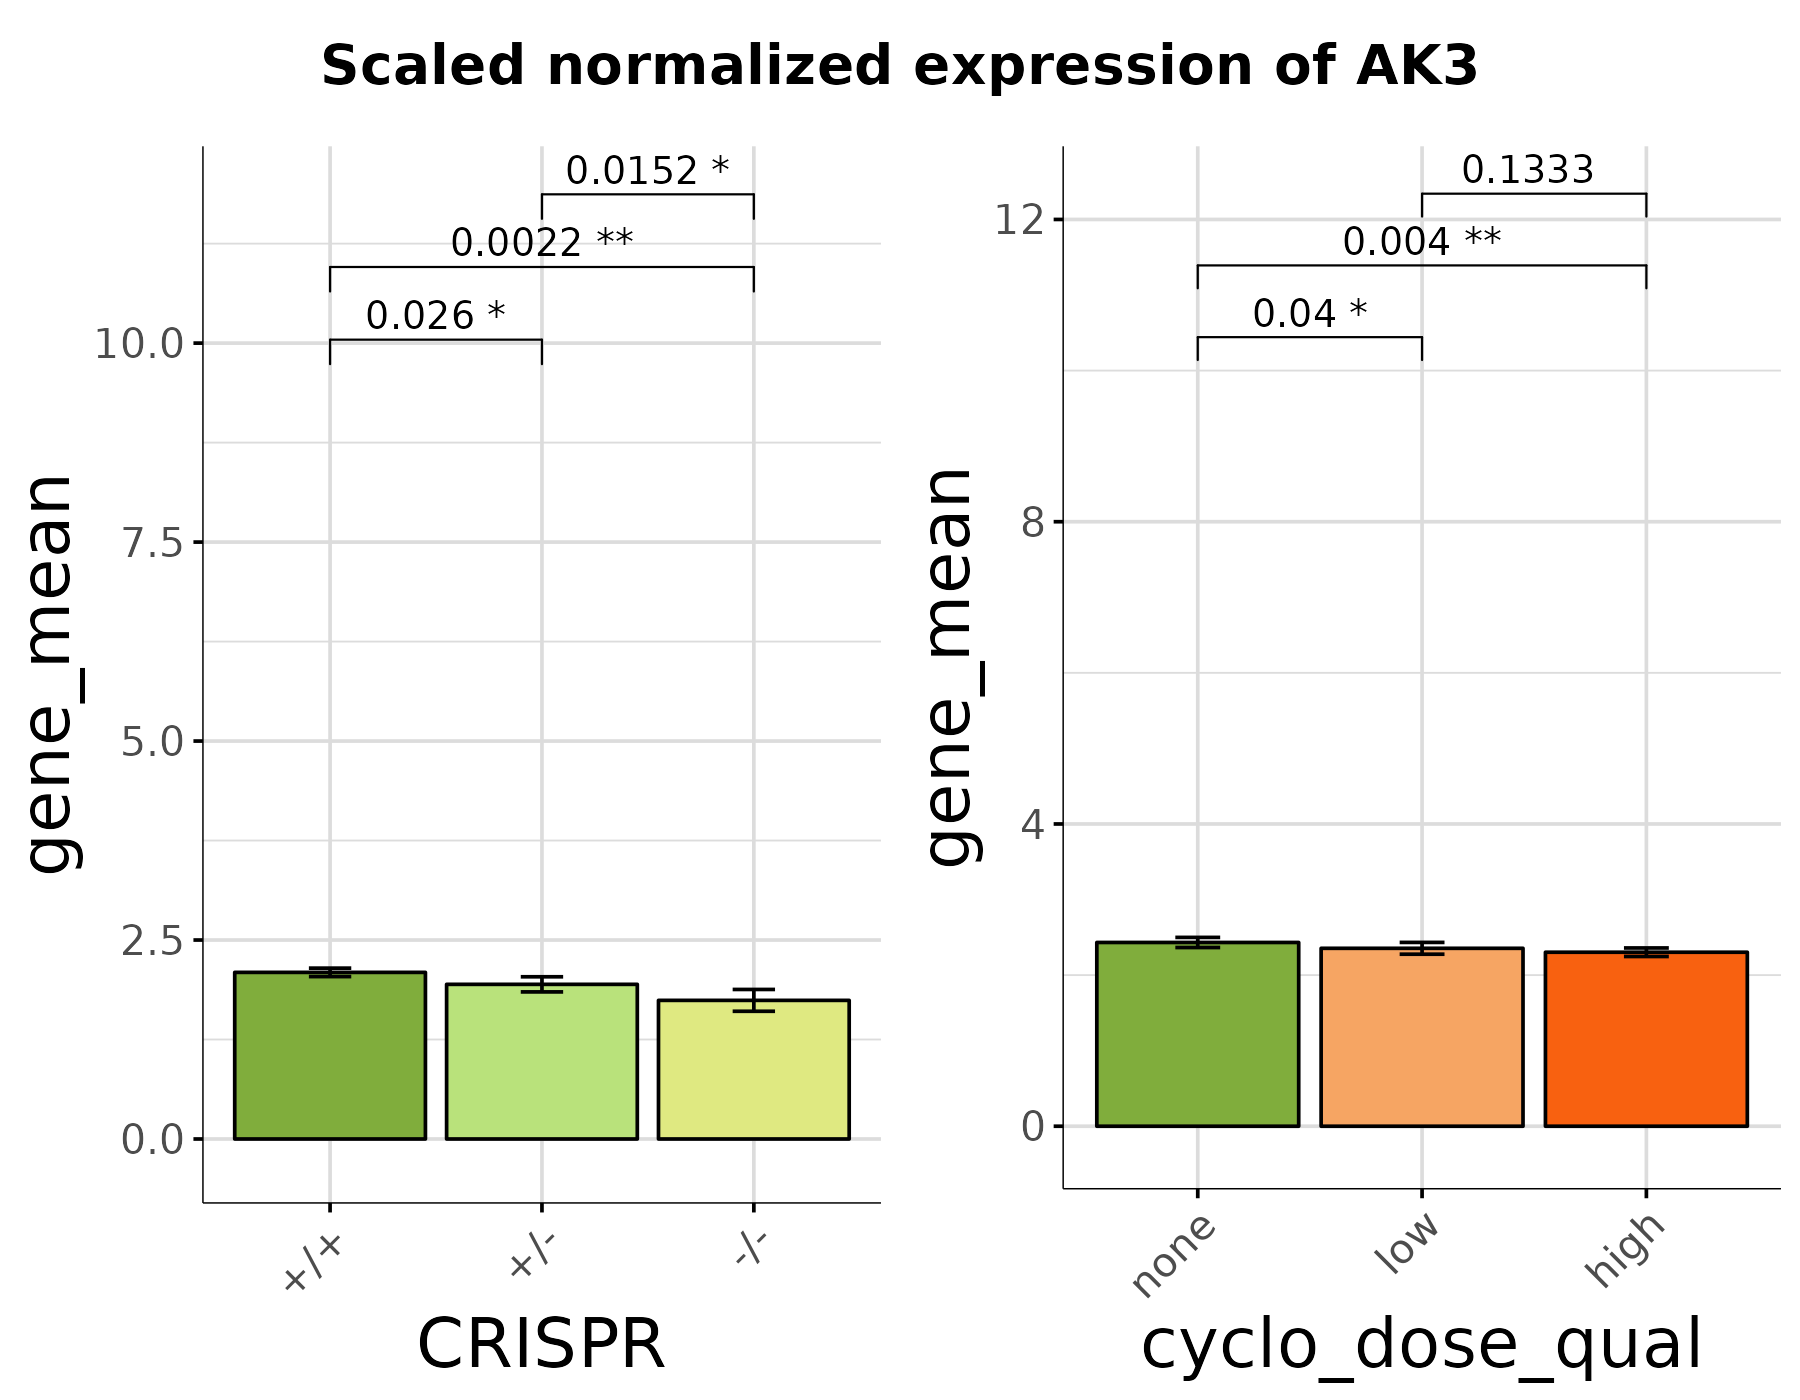 Scaled normalized expression of AK3
gene_mean
10.0
7.5
5.0
2.5
0.0
0.0152 *
0.0022 **
0.026 *
+/+
+/-
-/-
CRISPR
gene_mean
12
8
4
0
0.1333
0.004 **
0.04 *
none
low
high
cyclo_dose_qual